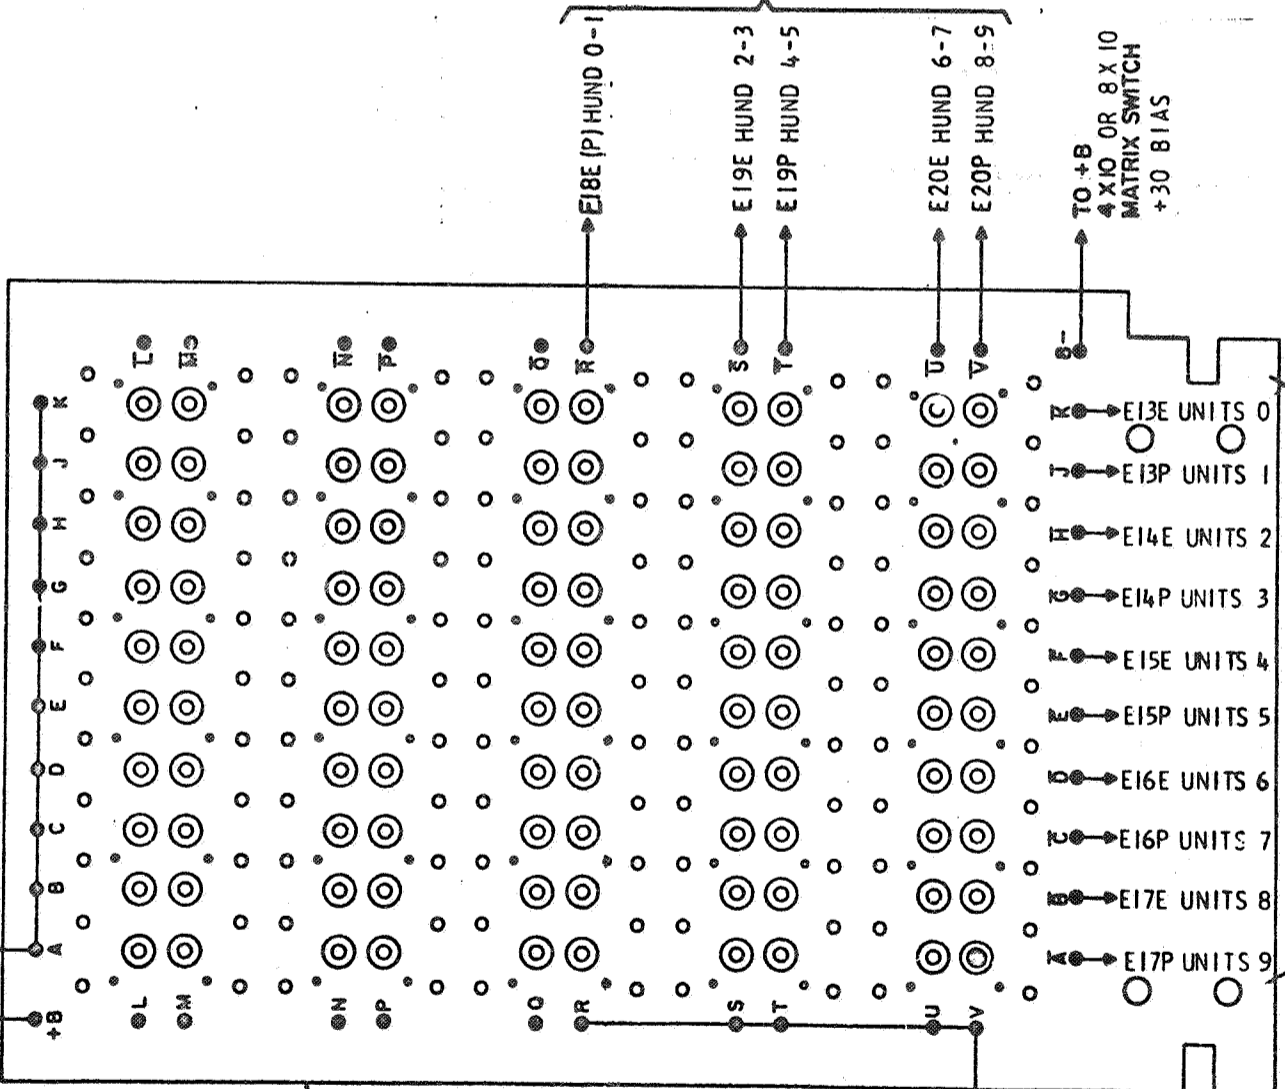 E18E (P) HUND 0-1
E19E HUND 2-3
E19P HUND 4-5
E20E HUND 6-7
E20P HUND 8-9
TO +B
4 X10 OR 8 X 10
MATRIX SWITCH
+30 BIAS
L̅
M̅
N̅
P̅
O̅
R̅
S̅
T̅
U̅
V̅
B-
K
J
H
G
F
E
D
C
B
A
+B
K̅ E13E UNITS 0
J̅ E13P UNITS 1
H̅ E14E UNITS 2
G̅ E14P UNITS 3
F̅ E15E UNITS 4
E̅ E15P UNITS 5
D̅ E16E UNITS 6
C̅ E16P UNITS 7
B̅ E17E UNITS 8
A̅ E17P UNITS 9
L
M
N
P
O
R
S
T
U
V